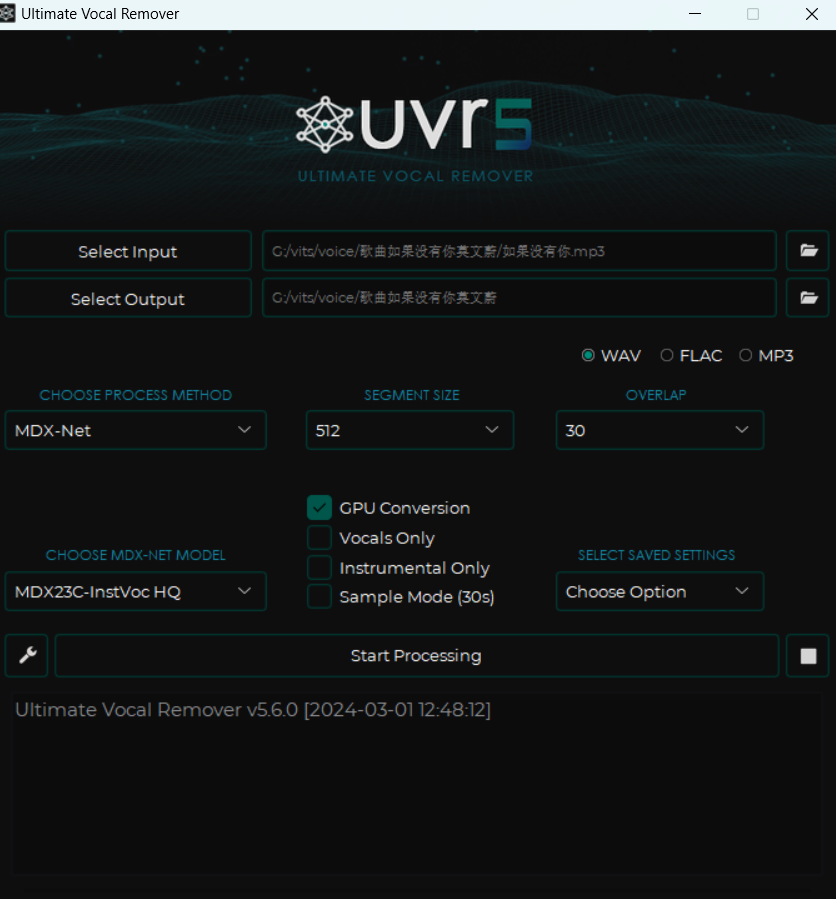 Ultimate Vocal Remover
uvr5
ULTIMATE VOCAL REMOVER
Select Input
G:/vits/voice/歌曲如果没有你莫文蔚/如果没有你.mp3
Select Output
G:/vits/voice/歌曲如果没有你莫文蔚
WAV FLAC MP3
CHOOSE PROCESS METHOD SEGMENT SIZE OVERLAP
MDX-Net 512 30
GPU Conversion
Vocals Only
CHOOSE MDX-NET MODEL SELECT SAVED SETTINGS
Instrumental Only
MDX23C-InstVoc HQ Choose Option
Sample Mode (30s)
Start Processing
Ultimate Vocal Remover v5.6.0 [2024-03-01 12:48:12]